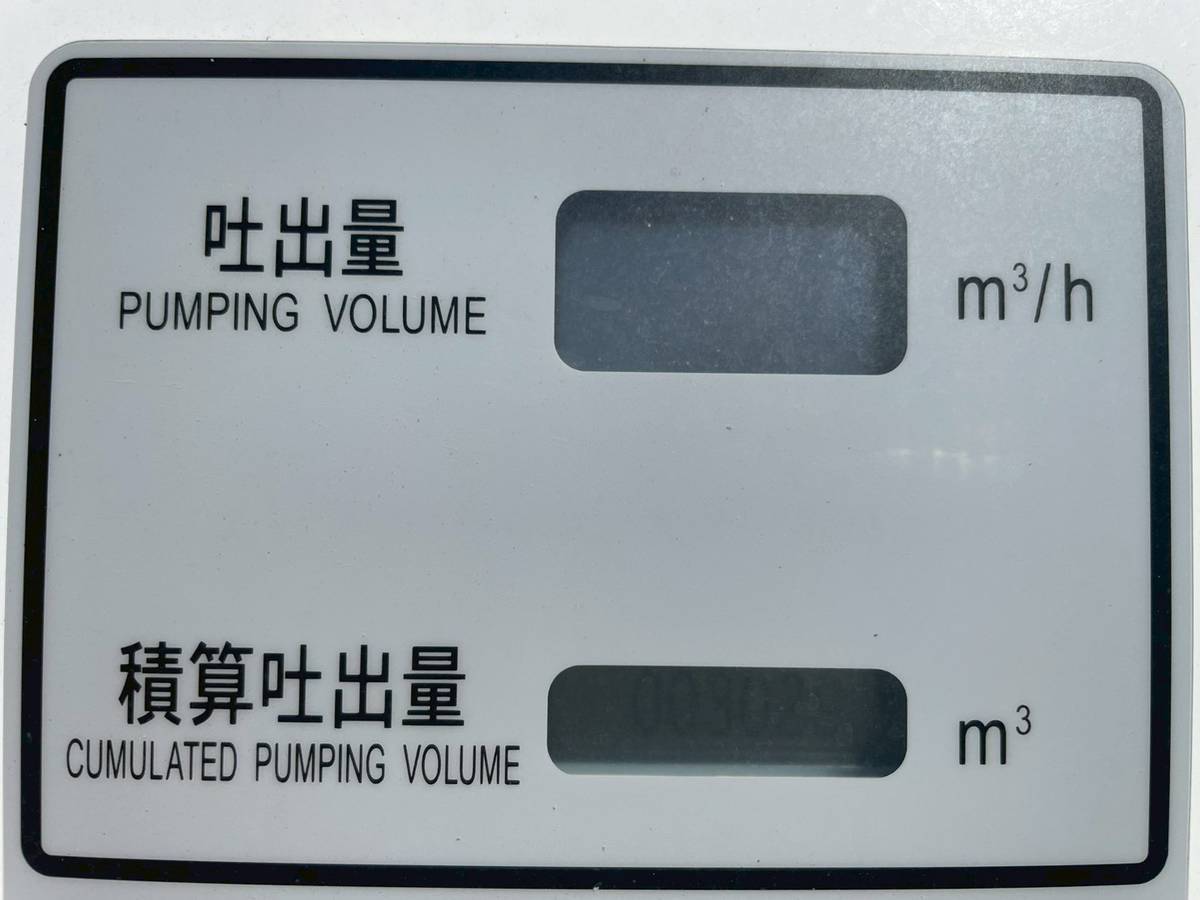 吐出量
PUMPING VOLUME
m³/h
積算吐出量
CUMULATED PUMPING VOLUME
m³